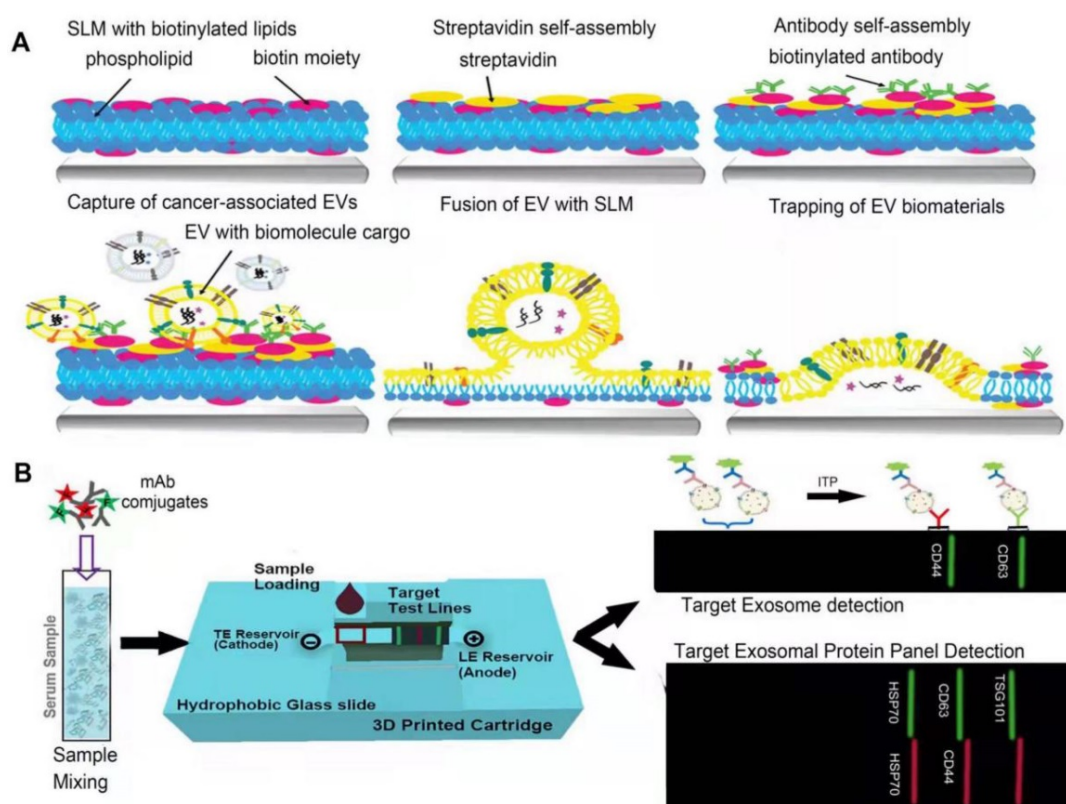 A
SLM with biotinylated lipids
phospholipid
biotin moiety
Streptavidin self-assembly
streptavidin
Antibody self-assembly
biotinylated antibody
Capture of cancer-associated EVs
EV with biomolecule cargo
Fusion of EV with SLM
Trapping of EV biomaterials
B
mAb
comjugates
Serum Sample
Sample
Mixing
Sample
Loading
Target
Test Lines
TE Reservoir
(Cathode)
LE Reservoir
(Anode)
Hydrophobic Glass slide
3D Printed Cartridge
ITP
CD44
CD63
Target Exosome detection
Target Exosomal Protein Panel Detection
HSP70
CD63
TSG101
HSP70
CD44